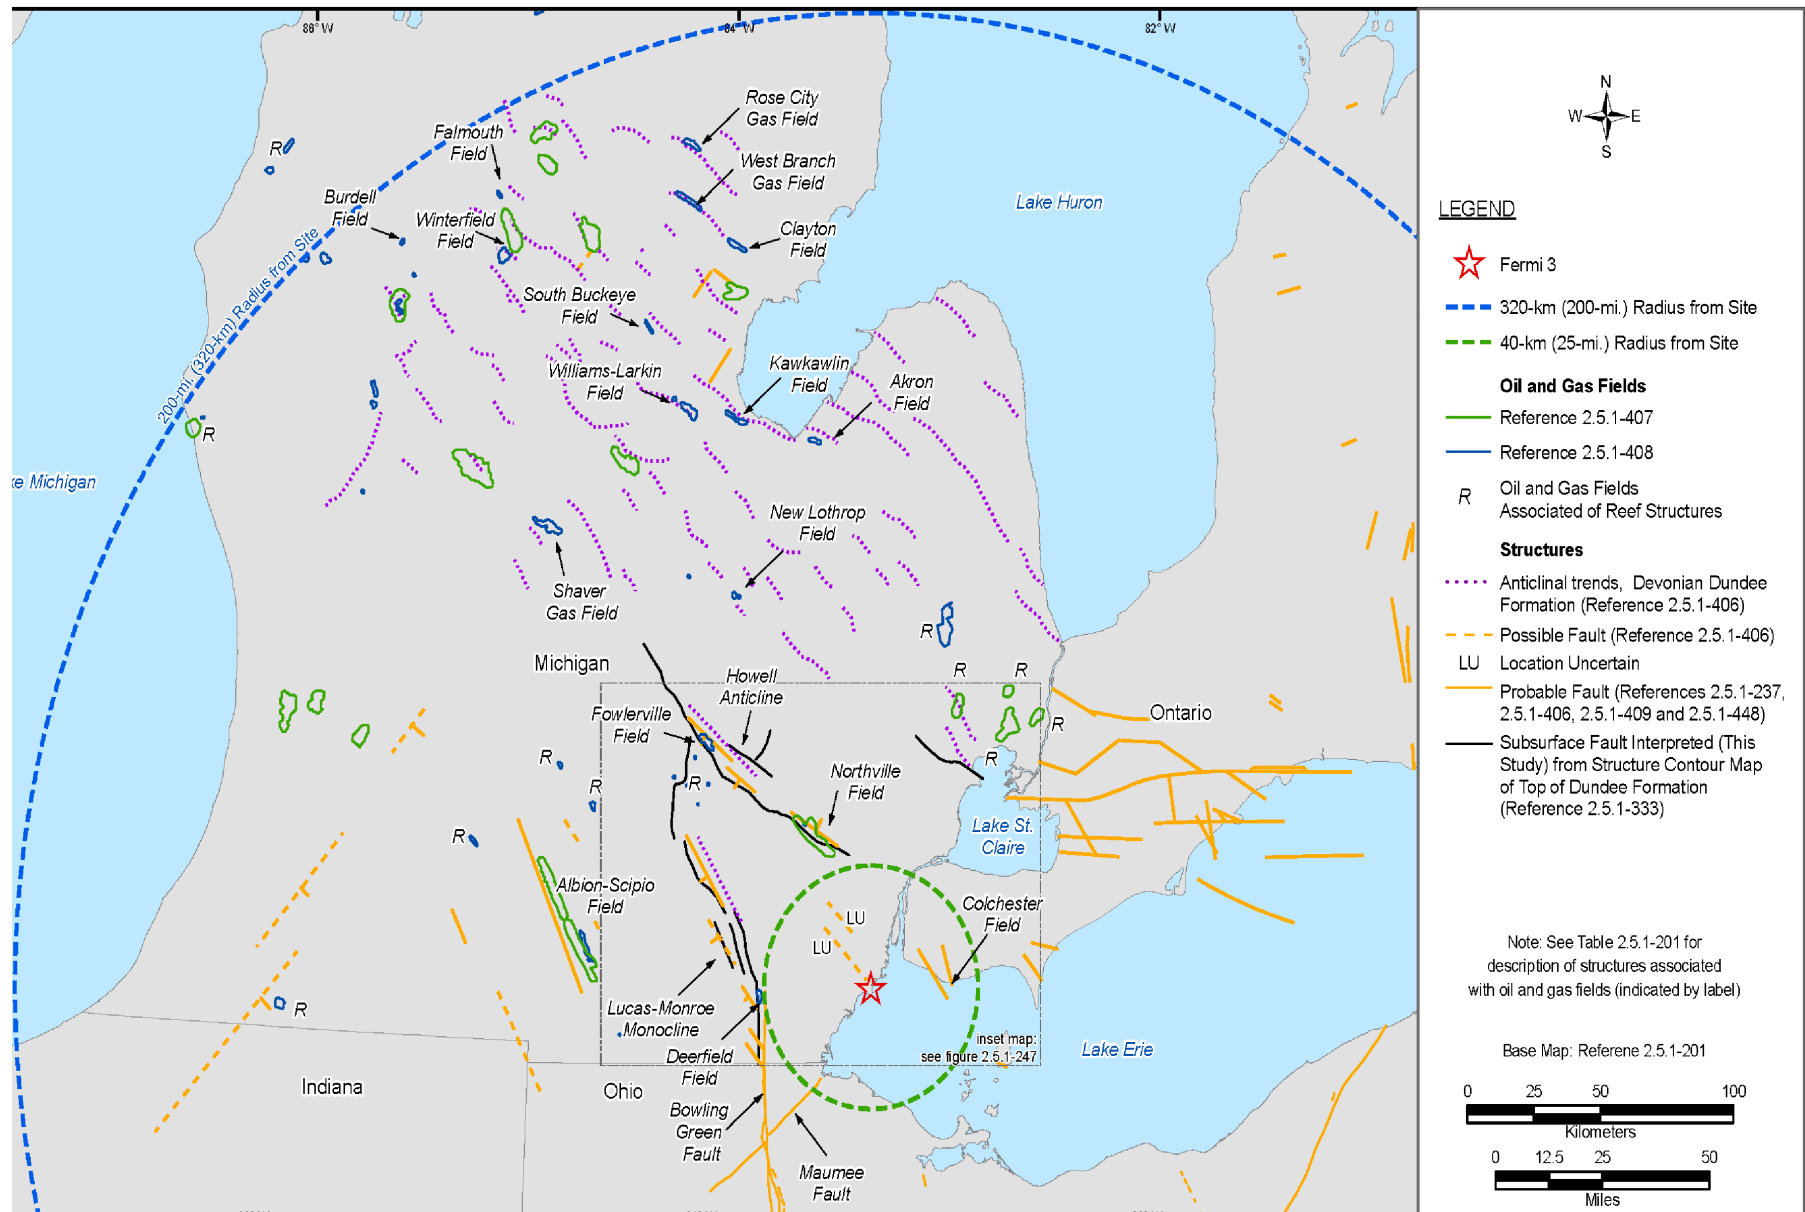 86° W
84° W
82° W
Rose City
Gas Field
Falmouth
Field
R
West Branch
Gas Field
Burdell
Field
Winterfield
Field
Clayton
Field
Lake Huron
200-mi. (320-km) Radius from Site
South Buckeye
Field
Williams-Larkin
Field
Kawkawlin
Field
Akron
Field
R
ke Michigan
New Lothrop
Field
Shaver
Gas Field
R
Michigan
Howell
Anticline
R
R
Fowlerville
Field
R
Ontario
R
R
R
R
Northville
Field
R
Lake St.
Claire
Albion-Scipio
Field
Colchester
Field
LU
LU
R
Lucas-Monroe
Monocline
inset map:
see figure 2.5.1-247
Deerfield
Field
Lake Erie
Indiana
Ohio
Bowling
Green
Fault
Maumee
Fault
N
W E
S
LEGEND
Fermi 3
320-km (200-mi.) Radius from Site
40-km (25-mi.) Radius from Site
Oil and Gas Fields
Reference 2.5.1-407
Reference 2.5.1-408
R Oil and Gas Fields
Associated of Reef Structures
Structures
Anticlinal trends, Devonian Dundee
Formation (Reference 2.5.1-406)
Possible Fault (Reference 2.5.1-406)
LU Location Uncertain
Probable Fault (References 2.5.1-237,
2.5.1-406, 2.5.1-409 and 2.5.1-448)
Subsurface Fault Interpreted (This
Study) from Structure Contour Map
of Top of Dundee Formation
(Reference 2.5.1-333)
Note: See Table 2.5.1-201 for
description of structures associated
with oil and gas fields (indicated by label)
Base Map: Referene 2.5.1-201
0 25 50 100
Kilometers
0 12.5 25 50
Miles